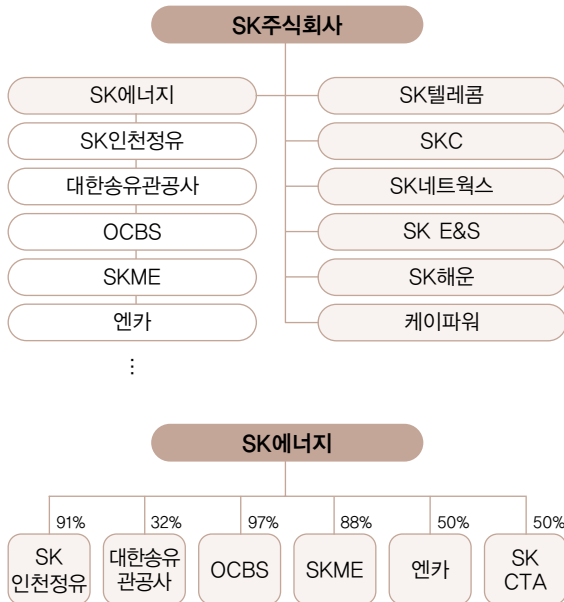 SK주식회사
SK에너지
SK인천정유
대한송유관공사
OCBS
SKME
엔카
⋮
SK텔레콤
SKC
SK네트웍스
SK E&S
SK해운
케이파워
SK에너지
91%
32%
97%
88%
50%
50%
SK
인천정유
대한송유
관공사
OCBS
SKME
엔카
SK
CTA